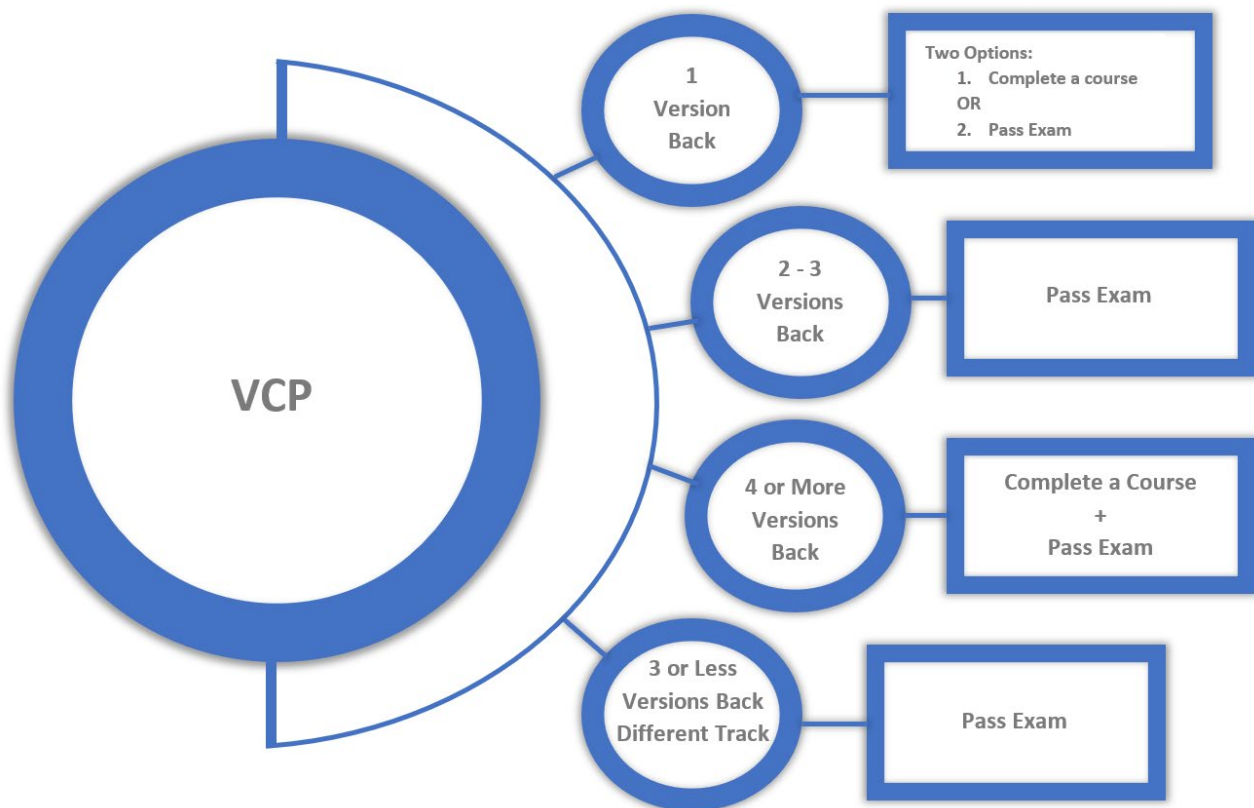 VCP
1
Version
Back
Two Options:
1. Complete a course
OR
2. Pass Exam
2 - 3
Versions
Back
Pass Exam
4 or More
Versions
Back
Complete a Course
+
Pass Exam
3 or Less
Versions Back
Different Track
Pass Exam